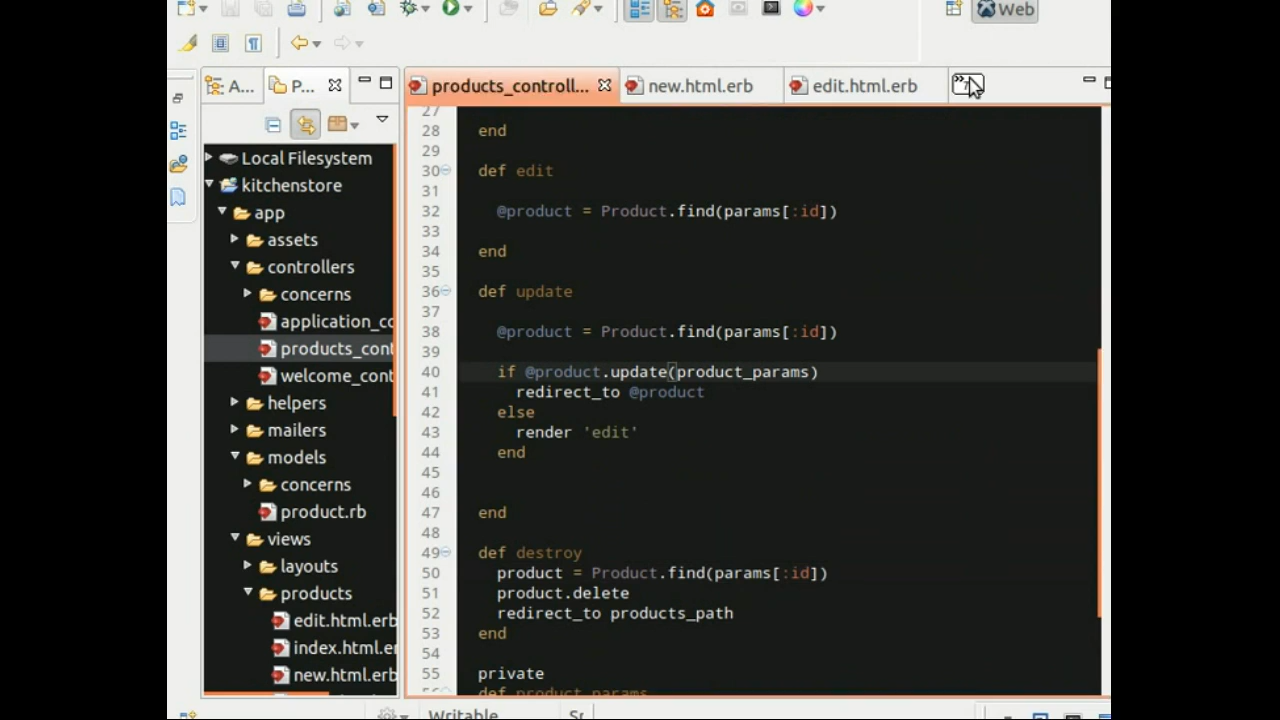 Web
A...
P...
products_controll...
new.html.erb
edit.html.erb
Local Filesystem
kitchenstore
app
assets
controllers
concerns
application_co
products_cont
welcome_cont
helpers
mailers
models
concerns
product.rb
views
layouts
products
edit.html.erb
index.html.er
new.html.erb
27
28 end
29
30 def edit
31
32 @product = Product.find(params[:id])
33
34 end
35
36 def update
37
38 @product = Product.find(params[:id])
39
40 if @product.update(product_params)
41 redirect_to @product
42 else
43 render 'edit'
44 end
45
46
47 end
48
49 def destroy
50 product = Product.find(params[:id])
51 product.delete
52 redirect_to products_path
53 end
54
55 private
56 def product_params
Writable